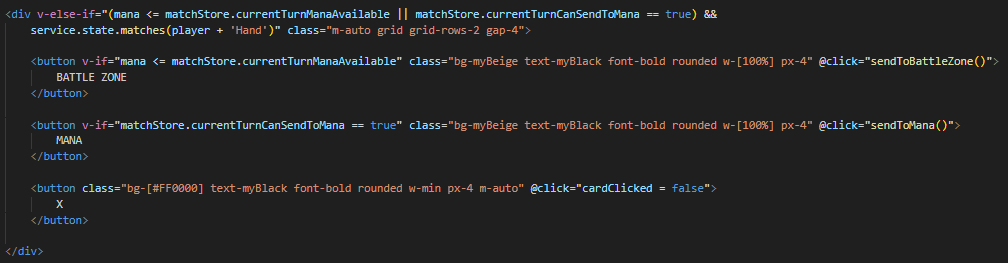 <div v-else-if="(mana <= matchStore.currentTurnManaAvailable || matchStore.currentTurnCanSendToMana == true) &&
service.state.matches(player + 'Hand')" class="m-auto grid grid-rows-2 gap-4">
<button v-if="mana <= matchStore.currentTurnManaAvailable" class="bg-myBeige text-myBlack font-bold rounded w-[100%] px-4" @click="sendToBattleZone()">
BATTLE ZONE
</button>
<button v-if="matchStore.currentTurnCanSendToMana == true" class="bg-myBeige text-myBlack font-bold rounded w-[100%] px-4" @click="sendToMana()">
MANA
</button>
<button class="bg-[#FF0000] text-myBlack font-bold rounded w-min px-4 m-auto" @click="cardClicked = false">
X
</button>
</div>